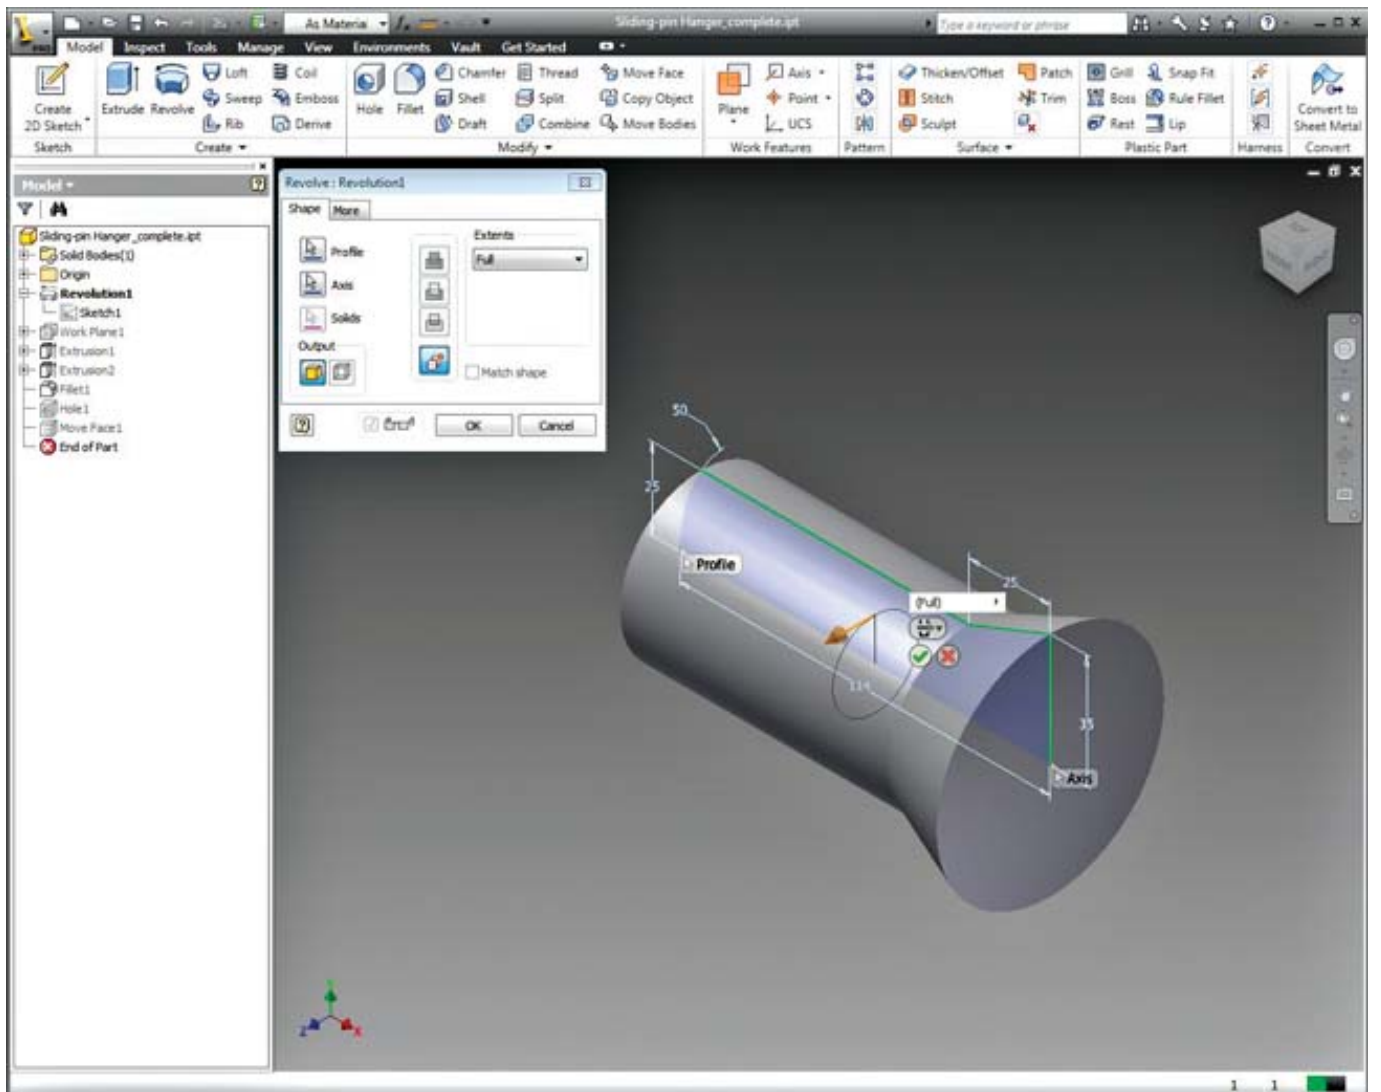 As Material
Sliding-pin Hanger_complete.ipt
Type a keyword or phrase
PRO
Model Inspect Tools Manage View Environments Vault Get Started
Create 2D Sketch
Sketch
Extrude Revolve
Loft
Sweep
Rib
Coil
Emboss
Derive
Create
Hole Fillet
Chamfer
Shell
Draft
Thread
Split
Combine
Move Face
Copy Object
Move Bodies
Modify
Plane
Axis
Point
UCS
Work Features
Pattern
Thicken/Offset
Stitch
Sculpt
Patch
Trim
Surface
Grill
Boss
Rest
Snap Fit
Rule Fillet
Lip
Plastic Part
Harness
Convert to Sheet Metal
Convert
Model
Sliding-pin Hanger_complete.ipt
Solid Bodies(1)
Origin
Revolution1
Sketch1
Work Plane1
Extrusion1
Extrusion2
Fillet1
Hole1
Move Face1
End of Part
Revolve : Revolution1
Shape More
Profile
Axis
Solids
Output
Extents
Full
Match shape
OK Cancel
50
25
Profile
25
(Full)
114
35
Axis
Y
Z
X
1 1